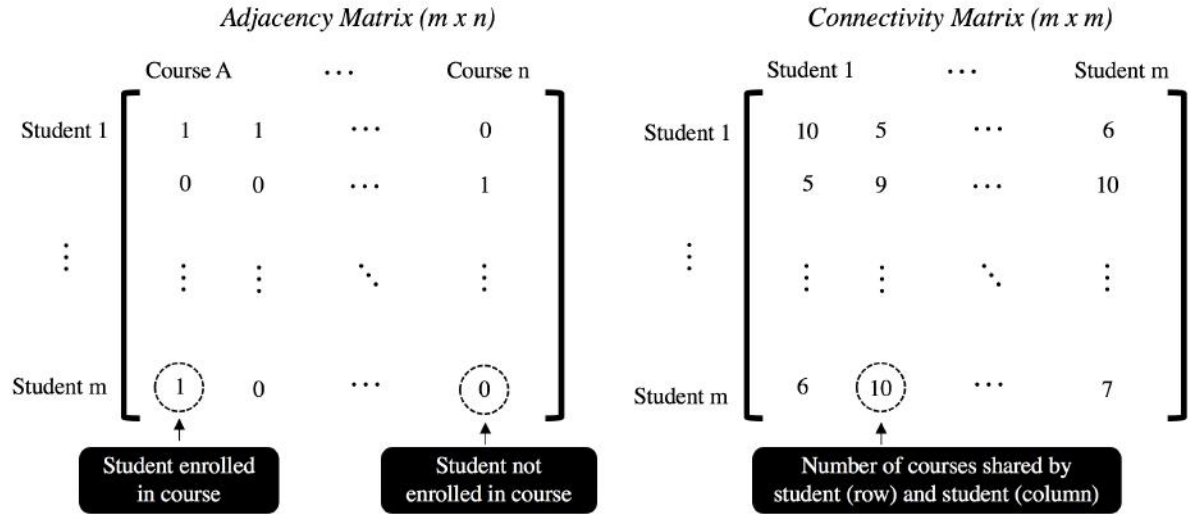 Adjacency Matrix (m x n)
Course A ... Course n
Student 1 1 1 ... 0
0 0 ... 1
⋮ ⋮ ⋮ ⋱ ⋮
Student m 1 0 ... 0
Student enrolled
in course
Student not
enrolled in course
Connectivity Matrix (m x m)
Student 1 ... Student m
Student 1 10 5 ... 6
5 9 ... 10
⋮ ⋮ ⋮ ⋱ ⋮
Student m 6 10 ... 7
Number of courses shared by
student (row) and student (column)